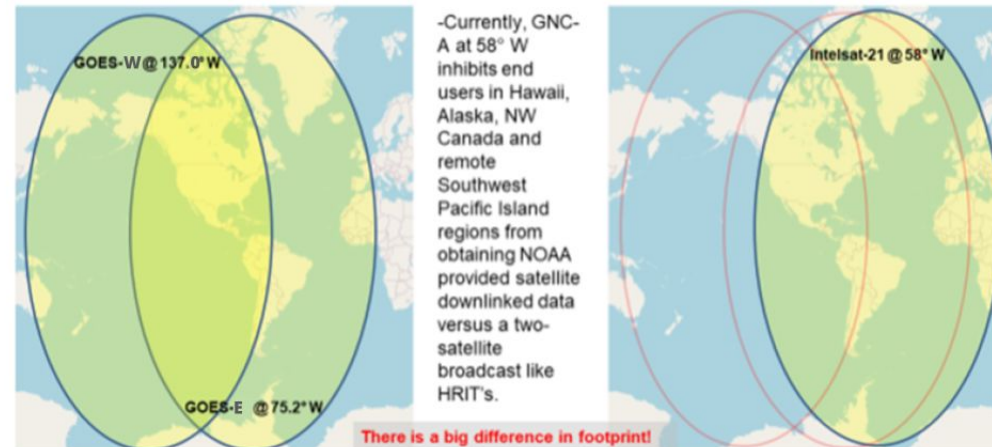 GOES-W @ 137.0° W
GOES-E @ 75.2° W
-Currently, GNC-
A at 58° W
inhibits end
users in Hawaii,
Alaska, NW
Canada and
remote
Southwest
Pacific Island
regions from
obtaining NOAA
provided satellite
downlinked data
versus a two-
satellite
broadcast like
HRIT's.
Intelsat-21 @ 58° W
There is a big difference in footprint!